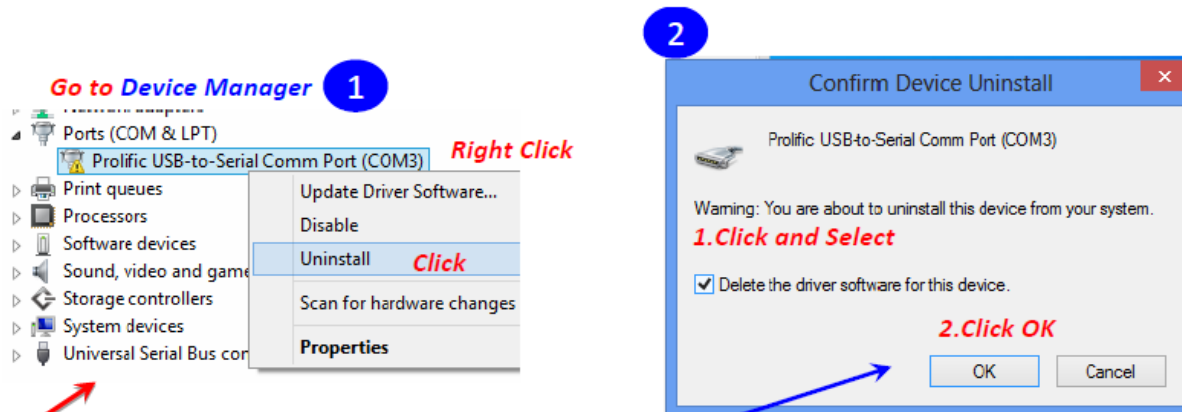 Go to Device Manager 1
Ports (COM & LPT)
Prolific USB-to-Serial Comm Port (COM3)
Right Click
Print queues
Processors
Software devices
Sound, video and game
Storage controllers
System devices
Universal Serial Bus con
Update Driver Software...
Disable
Uninstall
Click
Scan for hardware changes
Properties
2
Confirm Device Uninstall
Prolific USB-to-Serial Comm Port (COM3)
Warning: You are about to uninstall this device from your system.
1.Click and Select
Delete the driver software for this device.
2.Click OK
OK
Cancel